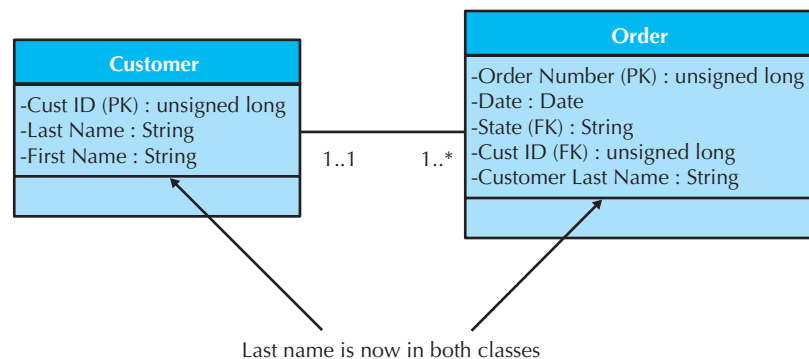 Customer
-Cust ID (PK) : unsigned long
-Last Name : String
-First Name : String
1..1
1..*
Order
-Order Number (PK) : unsigned long
-Date : Date
-State (FK) : String
-Cust ID (FK) : unsigned long
-Customer Last Name : String
Last name is now in both classes